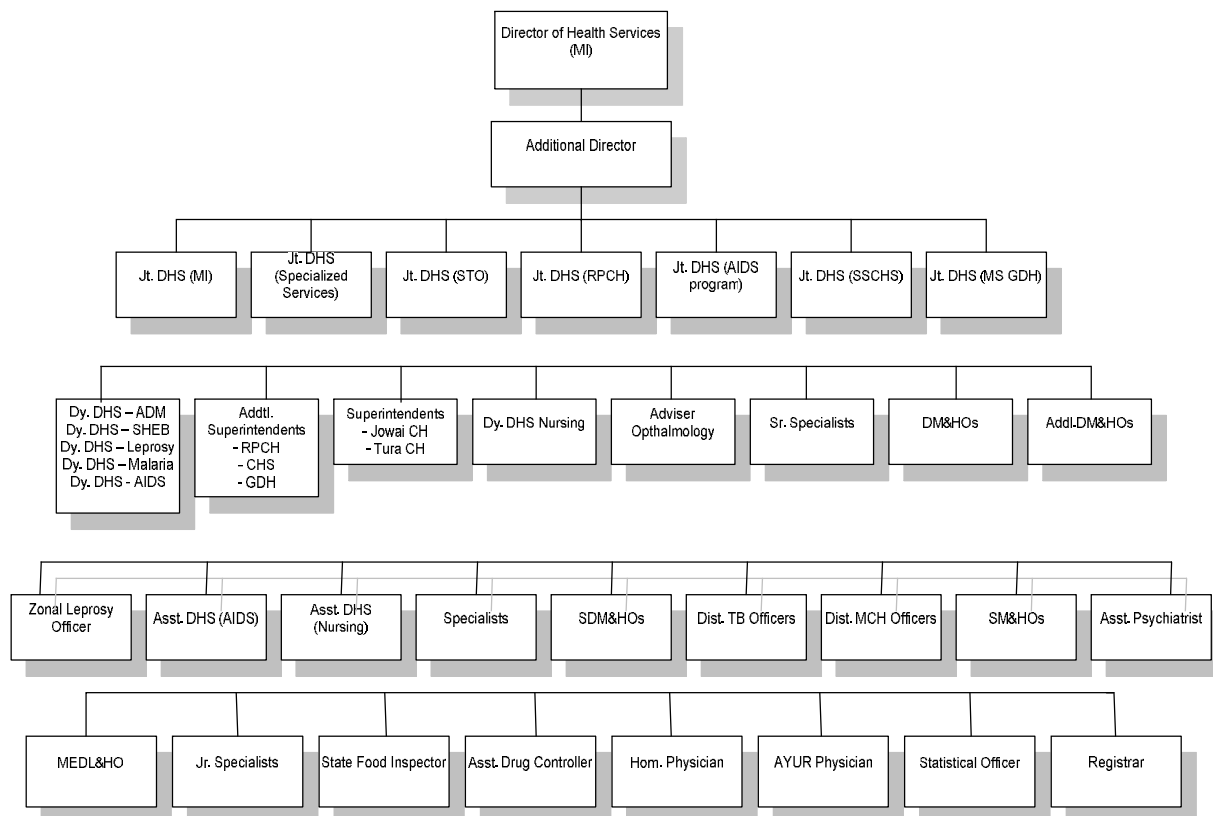 Director of Health Services
(MI)
Additional Director
Jt. DHS (MI)
Jt. DHS
(Specialized
Services)
Jt. DHS (STO)
Jt. DHS (RPCH)
Jt. DHS (AIDS
program)
Jt. DHS (SSCHS)
Jt. DHS (MS GDH)
Dy. DHS – ADM
Dy. DHS – SHEB
Dy. DHS – Leprosy
Dy. DHS – Malaria
Dy. DHS - AIDS
Addtl.
Superintendents
- RPCH
- CHS
- GDH
Superintendents
- Jowai CH
- Tura CH
Dy. DHS Nursing
Adviser
Opthalmology
Sr. Specialists
DM&HOs
Addl.DM&HOs
Zonal Leprosy
Officer
Asst. DHS (AIDS)
Asst. DHS
(Nursing)
Specialists
SDM&HOs
Dist. TB Officers
Dist. MCH Officers
SM&HOs
Asst. Psychiatrist
MEDL&HO
Jr. Specialists
State Food Inspector
Asst. Drug Controller
Hom. Physician
AYUR Physician
Statistical Officer
Registrar